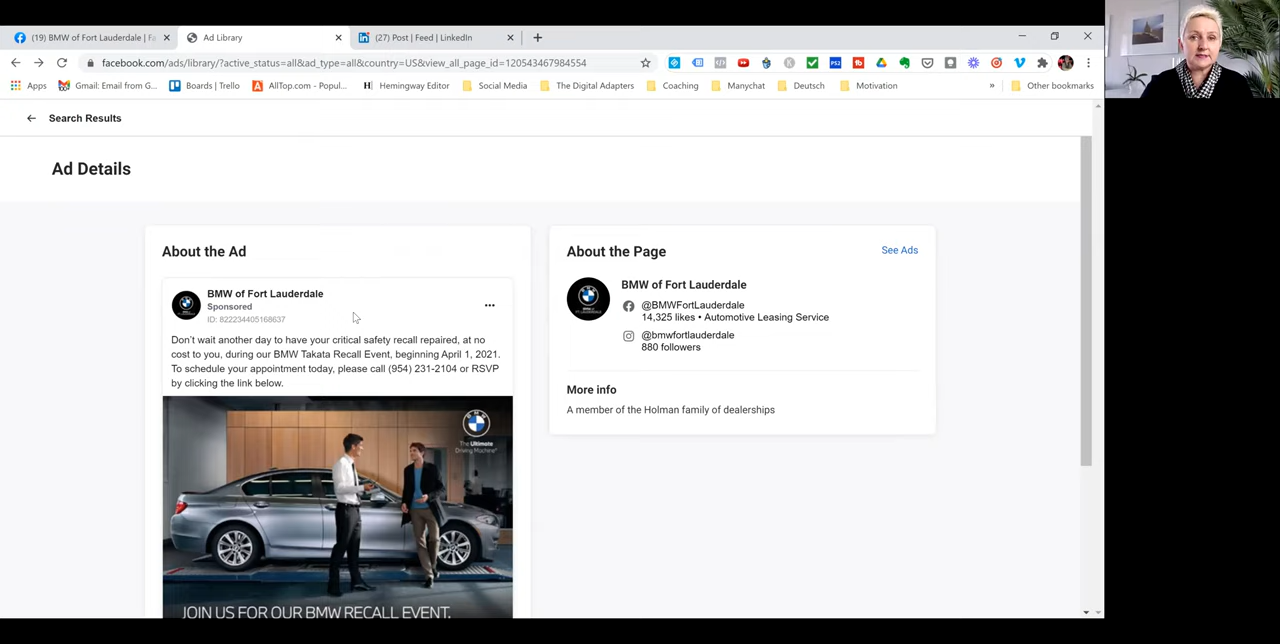 (19) BMW of Fort Lauderdale | Fa
Ad Library
(27) Post | Feed | LinkedIn
facebook.com/ads/library/?active_status=all&ad_type=all&country=US&view_all_page_id=120543467984554
Apps
Gmail: Email from G...
Boards | Trello
AllTop.com - Popul...
Hemingway Editor
Social Media
The Digital Adapters
Coaching
Manychat
Deutsch
Motivation
Other bookmarks
Search Results
Ad Details
About the Ad
BMW of Fort Lauderdale
Sponsored
ID: 822234405168637
Don't wait another day to have your critical safety recall repaired, at no
cost to you, during our BMW Takata Recall Event, beginning April 1, 2021.
To schedule your appointment today, please call (954) 231-2104 or RSVP
by clicking the link below.
The Ultimate
Driving Machine®
JOIN US FOR OUR BMW RECALL EVENT.
About the Page
See Ads
BMW of Fort Lauderdale
@BMWFortLauderdale
14,325 likes • Automotive Leasing Service
@bmwfortlauderdale
880 followers
More info
A member of the Holman family of dealerships